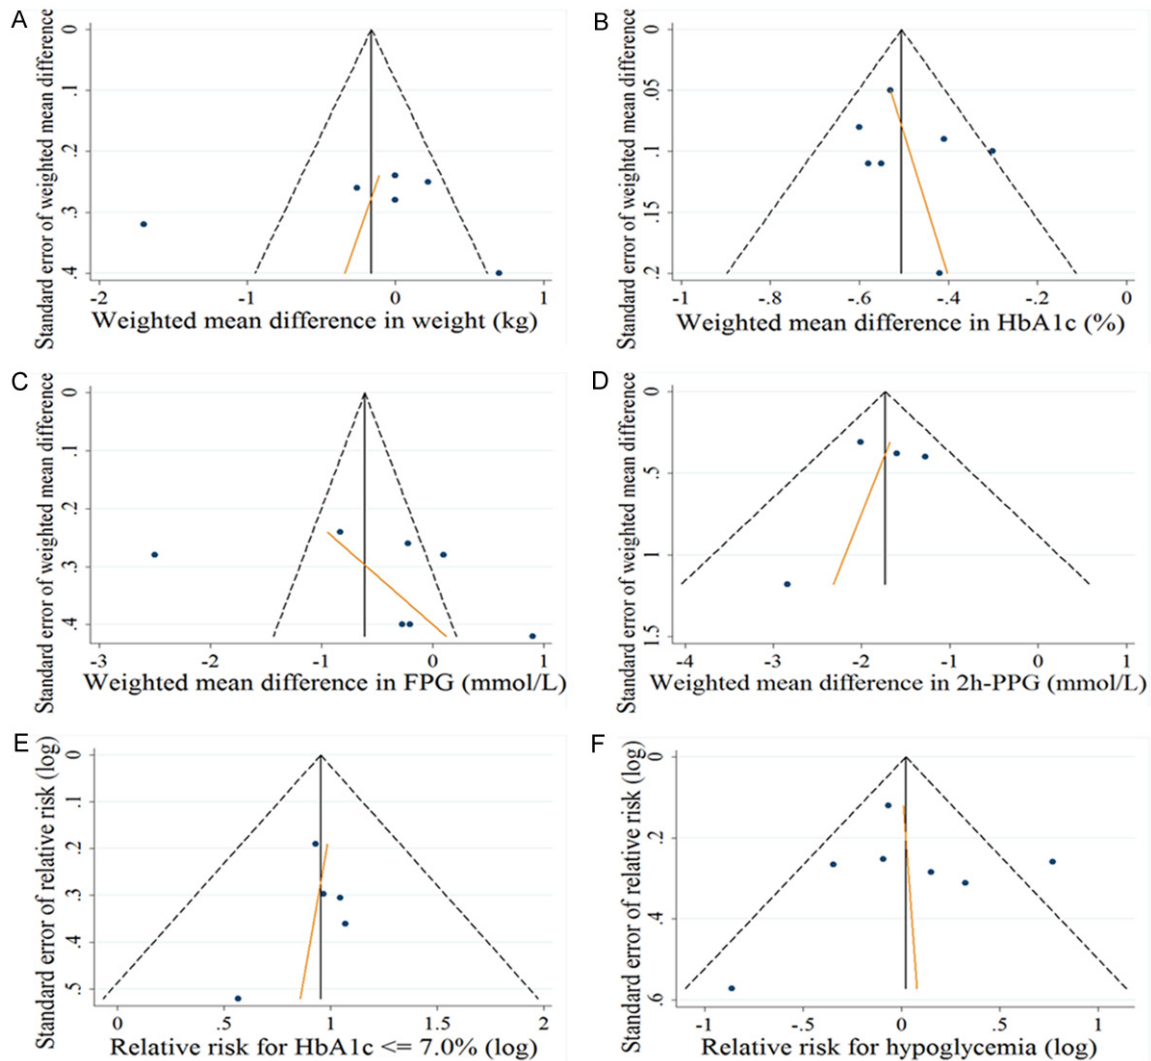 A
Standard error of weighted mean difference
0
.1
.2
.3
.4
-2 -1 0 1
Weighted mean difference in weight (kg)
B
Standard error of weighted mean difference
0
.05
.1
.15
.2
-1 -.8 -.6 -.4 -.2 0
Weighted mean difference in HbA1c (%)
C
Standard error of weighted mean difference
0
.1
.2
.3
.4
-3 -2 -1 0 1
Weighted mean difference in FPG (mmol/L)
D
Standard error of weighted mean difference
0
.5
1
1.5
-4 -3 -2 -1 0 1
Weighted mean difference in 2h-PPG (mmol/L)
E
Standard error of relative risk (log)
0
.1
.2
.3
.4
.5
0 .5 1 1.5 2
Relative risk for HbA1c <= 7.0% (log)
F
Standard error of relative risk (log)
0
.2
.4
.6
-1 -.5 0 .5 1
Relative risk for hypoglycemia (log)